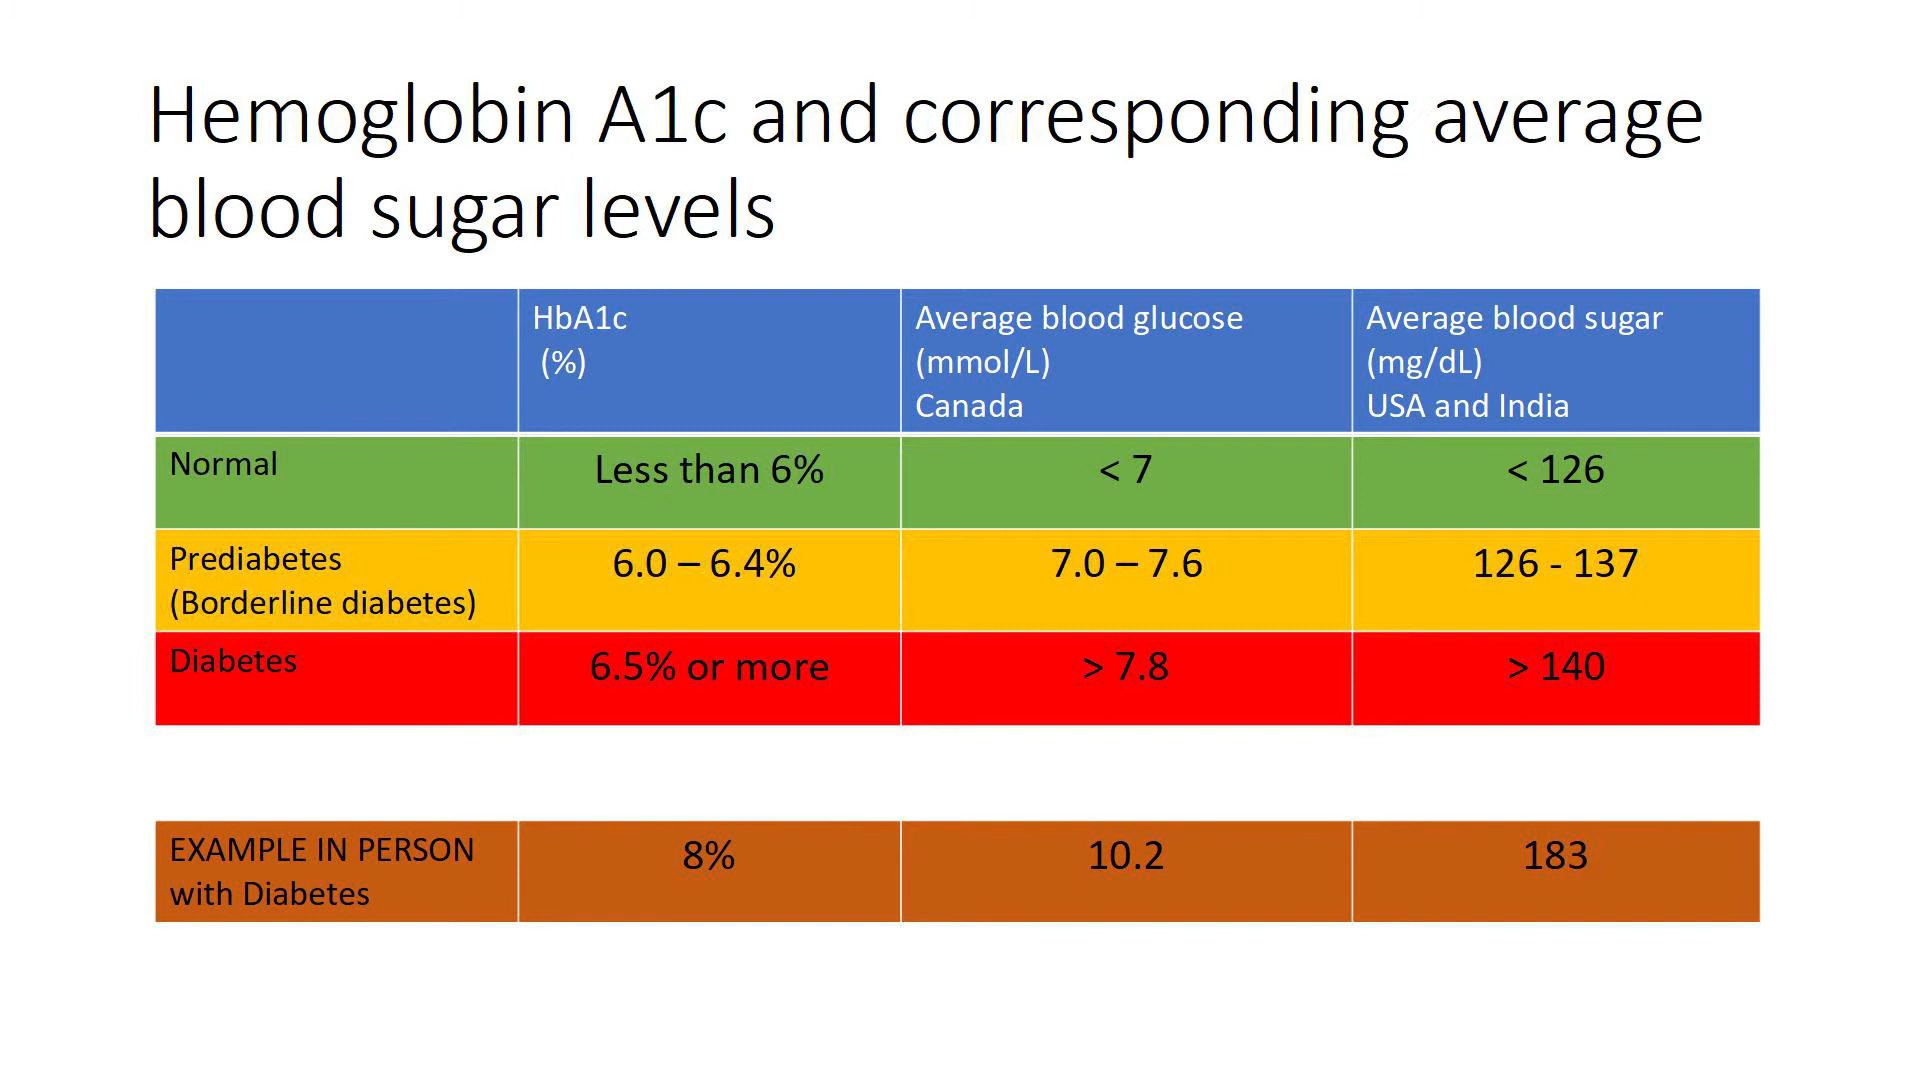 Hemoglobin A1c and corresponding average
blood sugar levels
HbA1c
(%)
Average blood glucose
(mmol/L)
Canada
Average blood sugar
(mg/dL)
USA and India
Normal
Less than 6%
< 7
< 126
Prediabetes
(Borderline diabetes)
6.0 – 6.4%
7.0 – 7.6
126 - 137
Diabetes
6.5% or more
> 7.8
> 140
EXAMPLE IN PERSON
with Diabetes
8%
10.2
183